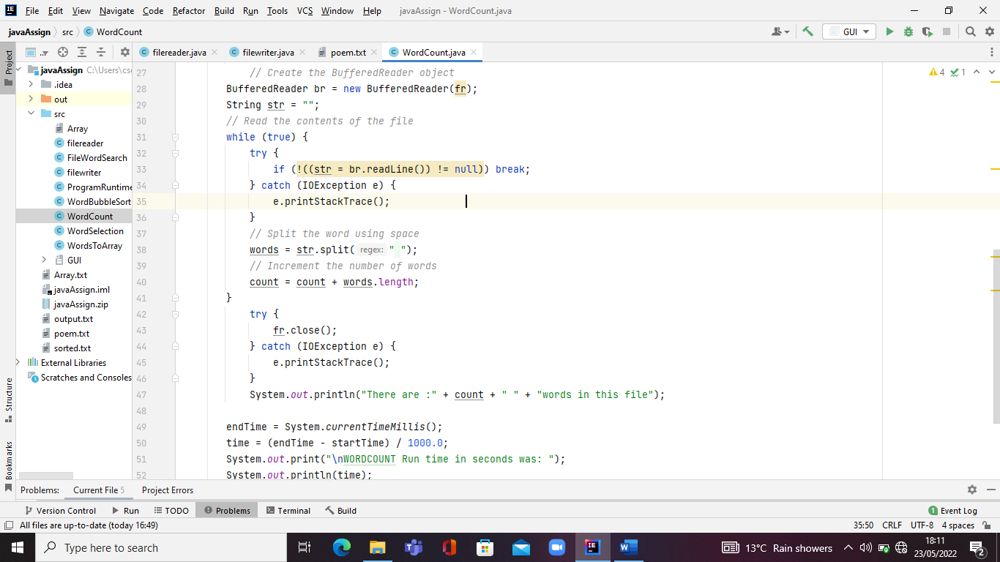 File Edit View Navigate Code Refactor Build Run Tools VCS Window Help javaAssign - WordCount.java
javaAssign src WordCount GUI
Project filereader.java filewriter.java poem.txt WordCount.java
javaAssign C:\Users\cs
.idea
out
src
Array
filereader
FileWordSearch
filewriter
ProgramRuntime
WordBubbleSort
WordCount
WordSelection
WordsToArray
GUI
Array.txt
javaAssign.iml
javaAssign.zip
output.txt
poem.txt
sorted.txt
External Libraries
Scratches and Consoles
Structure
Bookmarks
4 1
27 // Create the BufferedReader object
28 BufferedReader br = new BufferedReader(fr);
29 String str = "";
30 // Read the contents of the file
31 while (true) {
32 try {
33 if (!((str = br.readLine()) != null)) break;
34 } catch (IOException e) {
35 e.printStackTrace();
36 }
37 // Split the word using space
38 words = str.split( regex: " ");
39 // Increment the number of words
40 count = count + words.length;
41 }
42 try {
43 fr.close();
44 } catch (IOException e) {
45 e.printStackTrace();
46 }
47 System.out.println("There are :" + count + " " + "words in this file");
48
49 endTime = System.currentTimeMillis();
50 time = (endTime - startTime) / 1000.0;
51 System.out.print("\nWORDCOUNT Run time in seconds was: ");
52 System.out.println(time);
Problems: Current File 5 Project Errors
Version Control Run TODO Problems Terminal Build 1 Event Log
All files are up-to-date (today 16:49) 35:50 CRLF UTF-8 4 spaces
Type here to search 13°C Rain showers 18:11
23/05/2022 2